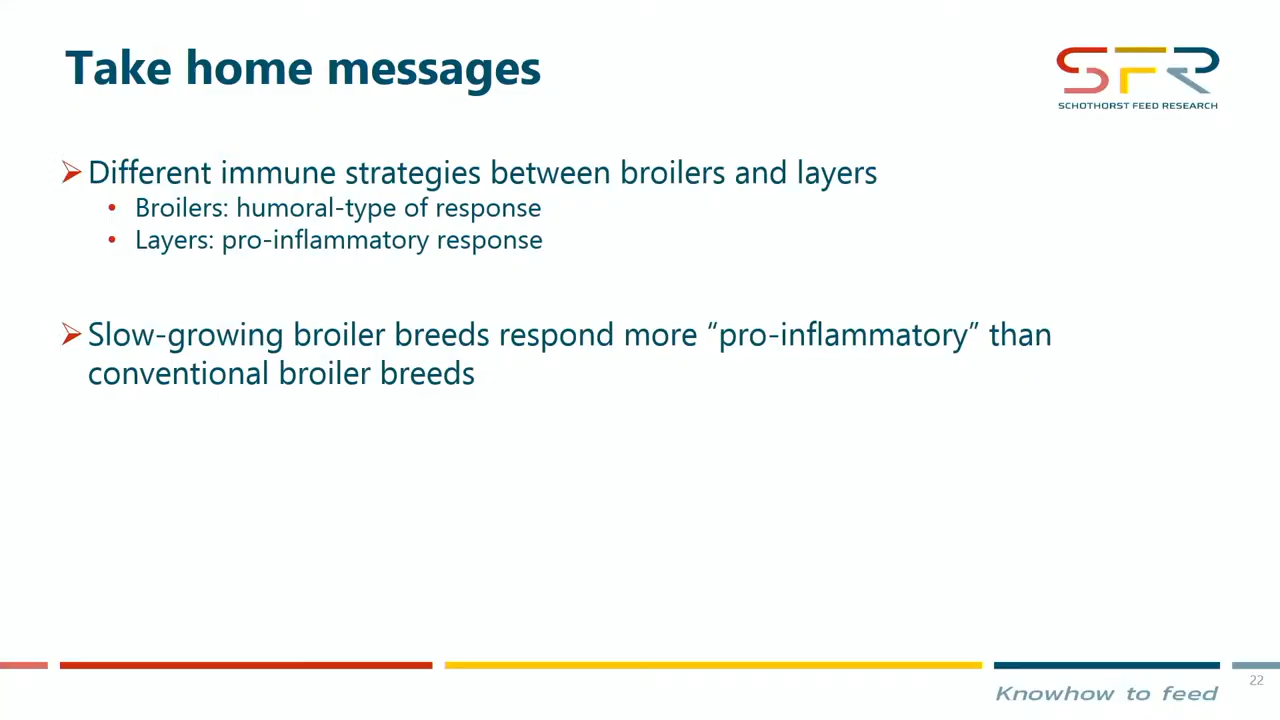 Take home messages
SFR
SCHOTHORST FEED RESEARCH
Different immune strategies between broilers and layers
• Broilers: humoral-type of response
• Layers: pro-inflammatory response
Slow-growing broiler breeds respond more “pro-inflammatory” than
conventional broiler breeds
22
Knowhow to feed